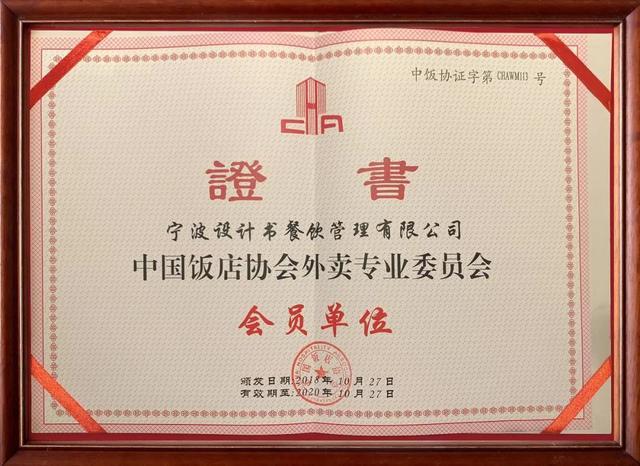 中饭协证字第 CHAWM113 号
CHA
證 書
宁波设计书餐饮管理有限公司
中国饭店协会外卖专业委员会
会员单位
颁发日期:2018年10月27日
有效期至:2020年10月27日